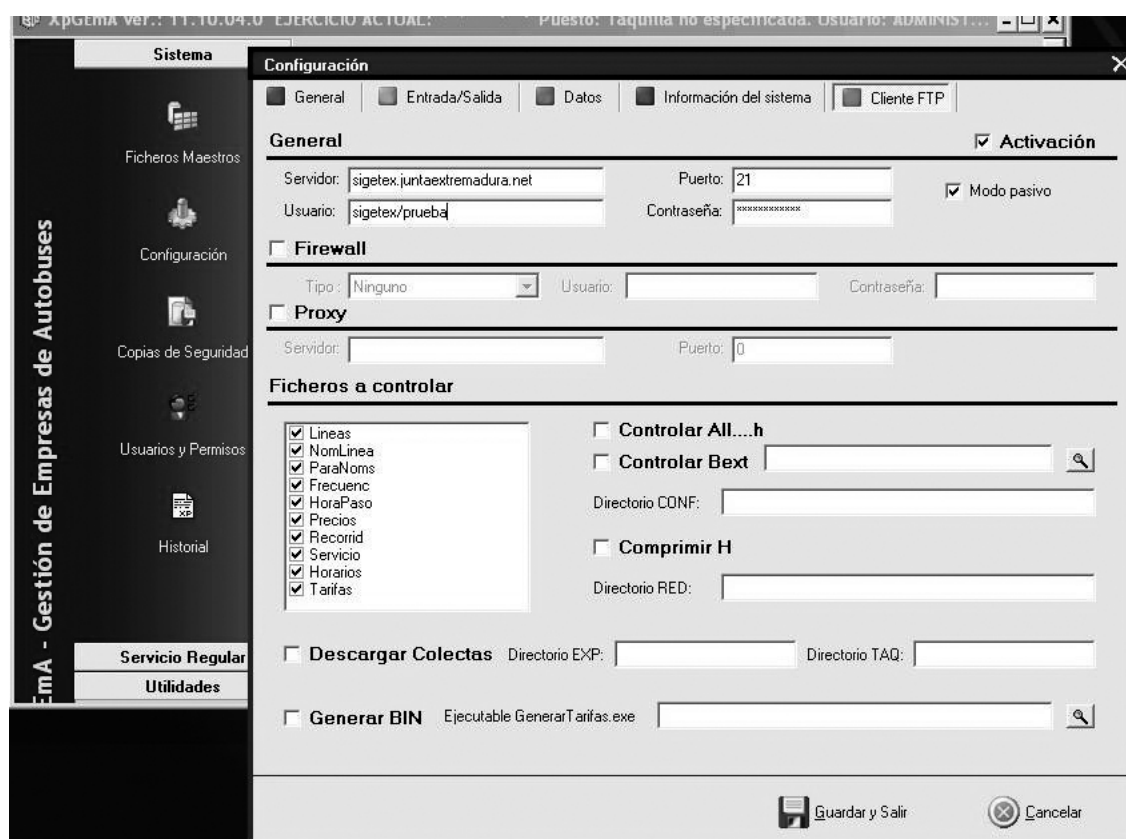 XpGEmA Ver.: 11.10.04.0 EJERCICIO ACTUAL: Puesto: Taquilla no especificada. Usuario: ADMINIST...
Sistema
Ficheros Maestros
Configuración
Copias de Seguridad
Usuarios y Permisos
XP
Historial
Servicio Regular
Utilidades
EmA - Gestión de Empresas de Autobuses
Configuración
General
Entrada/Salida
Datos
Información del sistema
Cliente FTP
General
Activación
Servidor: sigetex.juntaextremadura.net Puerto: 21
Modo pasivo
Usuario: sigetex/prueba Contraseña: ************
Firewall
Tipo : Ninguno Usuario: Contraseña:
Proxy
Servidor: Puerto: 0
Ficheros a controlar
Lineas
NomLinea
ParaNoms
Frecuenc
HoraPaso
Precios
Recorrid
Servicio
Horarios
Tarifas
Controlar All....h
Controlar Bext
Directorio CONF:
Comprimir H
Directorio RED:
Descargar Colectas Directorio EXP: Directorio TAQ:
Generar BIN Ejecutable GenerarTarifas.exe
Guardar y Salir
Cancelar